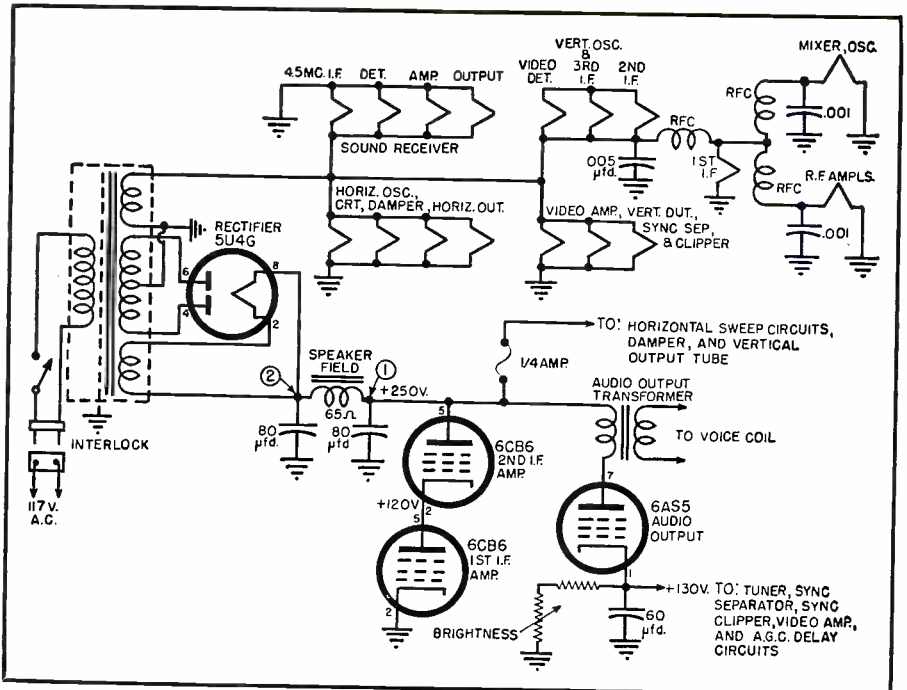 MIXER, OSC.
VERT. OSC.
&
VIDEO 3RD 2ND
DET. I.F. I.F.
4.5MC. I.F. DET. AMP. OUTPUT
RFC
.001
RFC
SOUND RECEIVER
.005
µfd.
1ST
I.F
RFC
R.F. AMPLS.
.001
HORIZ. OSC.,
CRT, DAMPER, HORIZ. OUT.
VIDEO AMP., VERT. OUT.,
SYNC SEP.,
& CLIPPER
RECTIFIER
5U4G
6
8
4
2
TO: HORIZONTAL SWEEP CIRCUITS,
DAMPER, AND VERTICAL
OUTPUT TUBE
1/4 AMP.
SPEAKER
FIELD
2
1
+250V.
65Ω
80
µfd.
80
µfd
AUDIO OUTPUT
TRANSFORMER
TO VOICE COIL
INTERLOCK
117 V.
A.C.
5
6CB6
2ND I.F.
AMP.
+120V
2
5
6CB6
1ST I.F.
AMP.
2
7
6AS5
AUDIO
OUTPUT
1
+130V. TO: TUNER, SYNC
SEPARATOR, SYNC
CLIPPER, VIDEO AMP.,
AND A.G.C. DELAY
CIRCUITS
60
µfd.
BRIGHTNESS